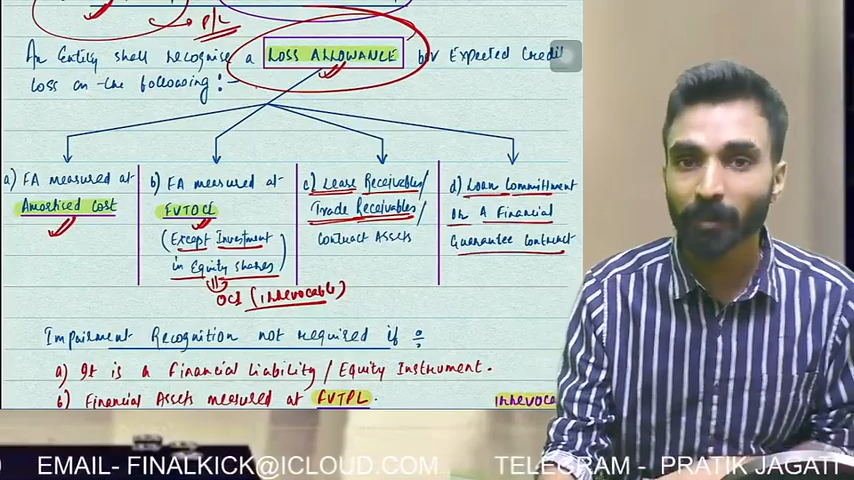 P/L
An Entity shall recognise a LOSS ALLOWANCE for Expected Credit
loss on the following :-
a) FA measured at
Amortised Cost
b) FA measured at
FVTOCI
(Except Investment
in Equity shares)
OCI (irrevocable)
c) Lease Receivables/
Trade Receivables/
Contract Assets
d) Loan Commitment
Or A Financial
Guarantee Contract
Impairment Recognition not required if :
a) It is a Financial Liability / Equity Instrument.
b) Financial Assets measured at FVTPL.
Irrevoca
EMAIL- FINALKICK@ICLOUD.COM TELEGRAM - PRATIK JAGATI